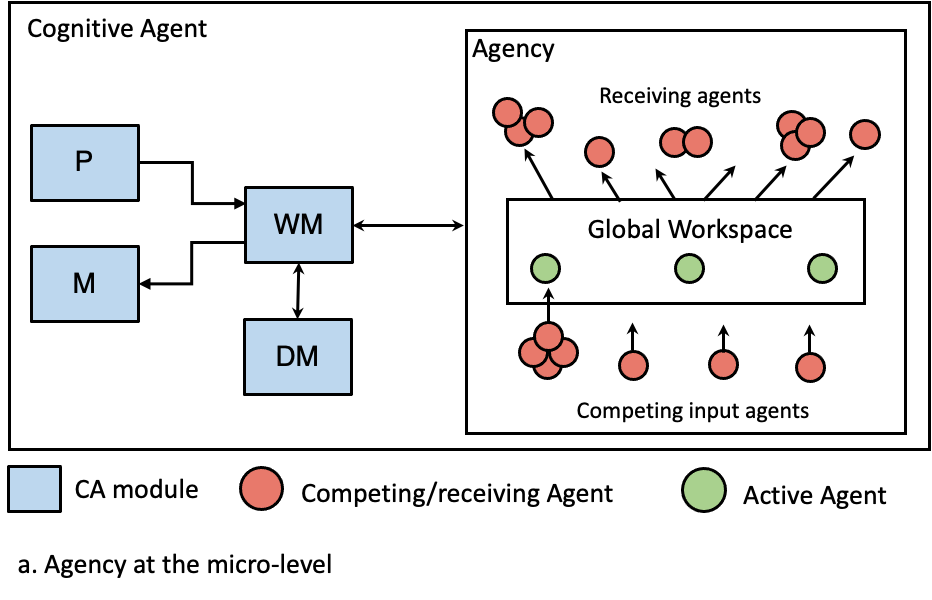 Cognitive Agent
Agency
Receiving agents
P
WM
Global Workspace
M
DM
Competing input agents
CA module
Competing/receiving Agent
Active Agent
a. Agency at the micro-level